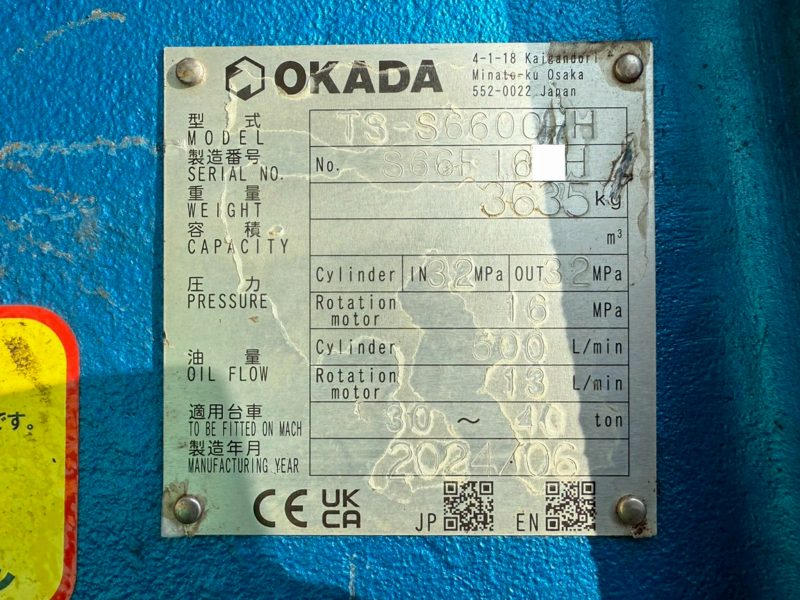 OKADA
4-1-18 Kaigandori
Minato-ku Osaka
552-0022 Japan
型式
MODEL
製造番号
SERIAL NO. No.
重量
WEIGHT 3635 kg
容積
CAPACITY m³
圧力
PRESSURE
Cylinder IN 32 MPa OUT 32 MPa
Rotation motor 16 MPa
油量
OIL FLOW
Cylinder 500 L/min
Rotation motor 13 L/min
適用台車
TO BE FITTED ON MACH 30 ~ 40 ton
製造年月
MANUFACTURING YEAR 2024/06
CE UK CA JP EN
です。